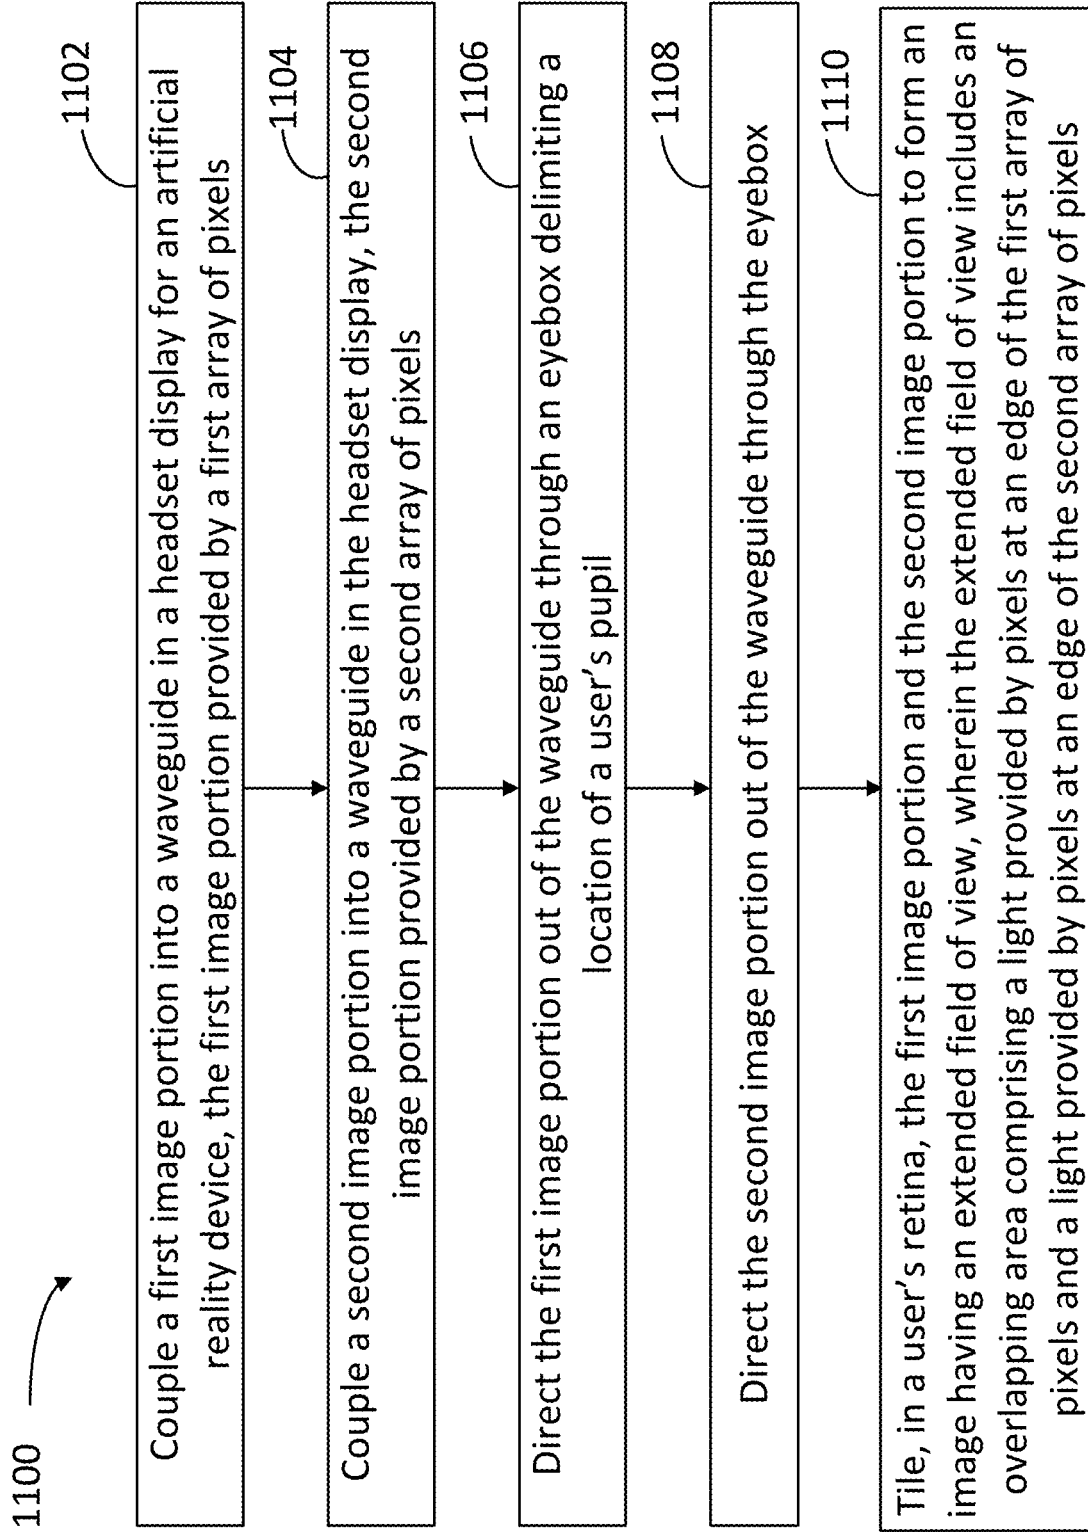 1100
1102
Couple a first image portion into a waveguide in a headset display for an artificial
reality device, the first image portion provided by a first array of pixels
1104
Couple a second image portion into a waveguide in the headset display, the second
image portion provided by a second array of pixels
1106
Direct the first image portion out of the waveguide through an eyebox delimiting a
location of a user's pupil
1108
Direct the second image portion out of the waveguide through the eyebox
1110
Tile, in a user's retina, the first image portion and the second image portion to form an
image having an extended field of view, wherein the extended field of view includes an
overlapping area comprising a light provided by pixels at an edge of the first array of
pixels and a light provided by pixels at an edge of the second array of pixels